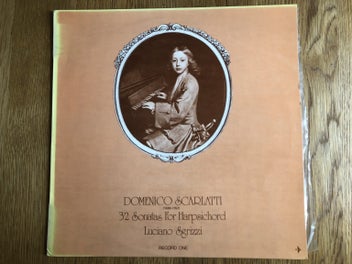 DOMENICO SCARLATTI
32 Sonatas For Harpsichord
Luciano Sgrizzi
RECORD ONE